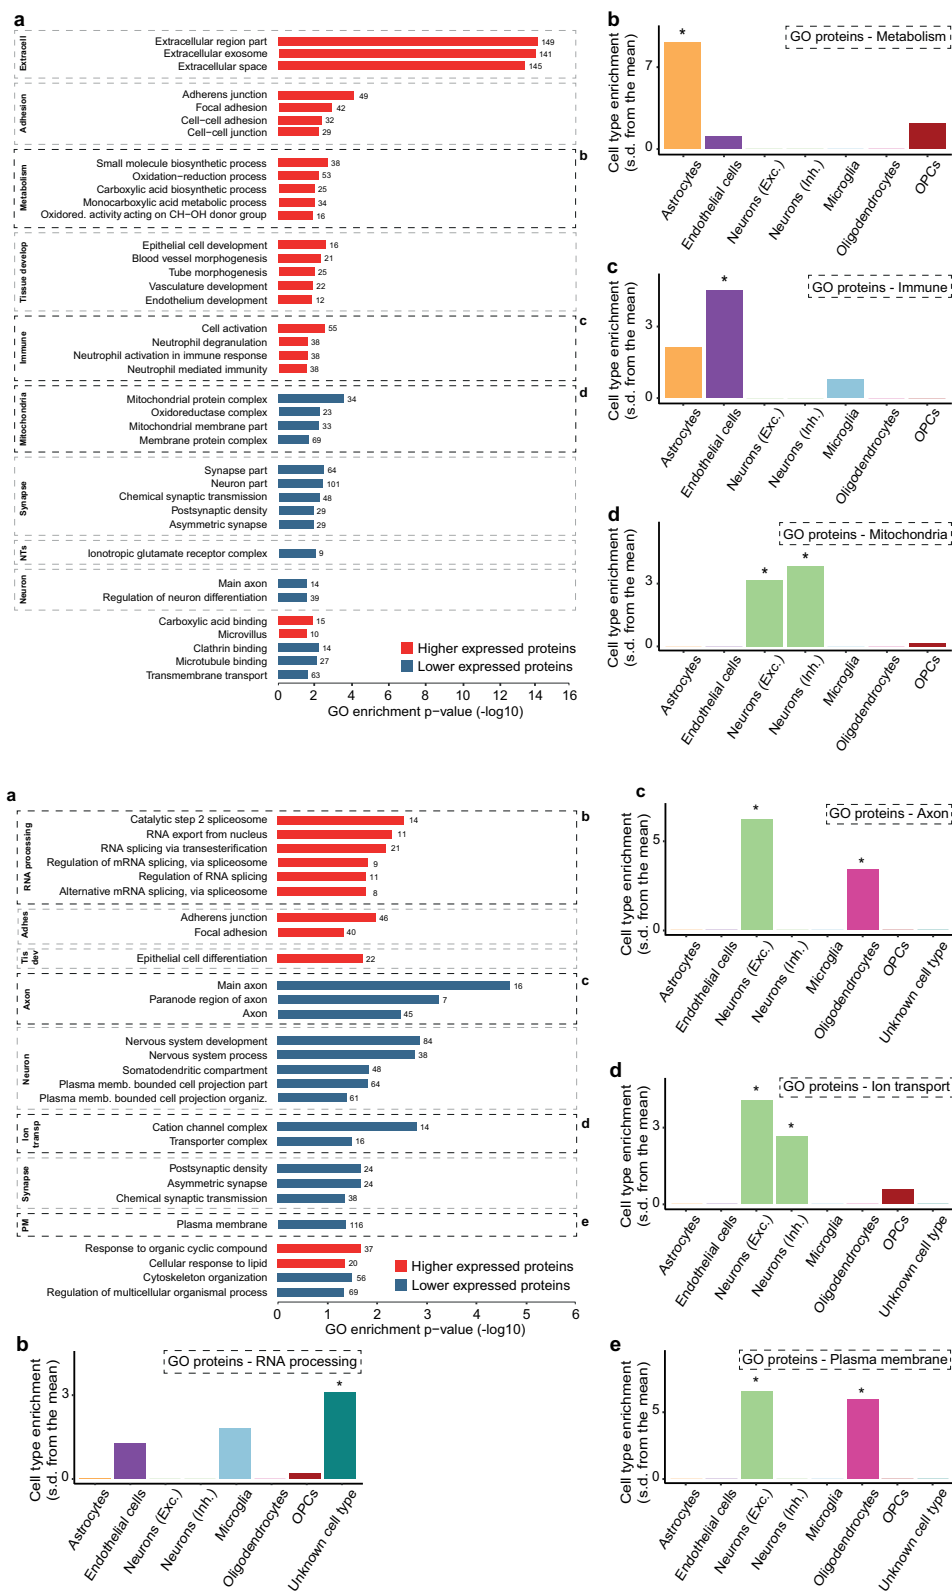 a
Extracell
Extracellular region part 149
Extracellular exosome 141
Extracellular space 145
Adhesion
Adherens junction 49
Focal adhesion 42
Cell−cell adhesion 32
Cell−cell junction 29
b
Metabolism
Small molecule biosynthetic process 38
Oxidation−reduction process 53
Carboxylic acid biosynthetic process 25
Monocarboxylic acid metabolic process 34
Oxidored. activity acting on CH−OH donor group 16
Tissue develop
Epithelial cell development 16
Blood vessel morphogenesis 21
Tube morphogenesis 25
Vasculature development 22
Endothelium development 12
c
Immune
Cell activation 55
Neutrophil degranulation 38
Neutrophil activation in immune response 38
Neutrophil mediated immunity 38
d
Mitochondria
Mitochondrial protein complex 34
Oxidoreductase complex 23
Mitochondrial membrane part 33
Membrane protein complex 69
Synapse
Synapse part 64
Neuron part 101
Chemical synaptic transmission 48
Postsynaptic density 29
Asymmetric synapse 29
NTs
Ionotropic glutamate receptor complex 9
Neuron
Main axon 14
Regulation of neuron differentiation 39
Carboxylic acid binding 15
Microvillus 10
Clathrin binding 14
Microtubule binding 27
Transmembrane transport 63
Higher expressed proteins
Lower expressed proteins
0 2 4 6 8 10 12 14 16
GO enrichment p−value (−log10)
b
GO proteins - Metabolism
Cell type enrichment
(s.d. from the mean)
7
0
*
Astrocytes
Endothelial cells
Neurons (Exc.)
Neurons (Inh.)
Microglia
Oligodendrocytes
OPCs
c
GO proteins - Immune
Cell type enrichment
(s.d. from the mean)
3
0
*
Astrocytes
Endothelial cells
Neurons (Exc.)
Neurons (Inh.)
Microglia
Oligodendrocytes
OPCs
d
GO proteins - Mitochondria
Cell type enrichment
(s.d. from the mean)
3
0
* *
Astrocytes
Endothelial cells
Neurons (Exc.)
Neurons (Inh.)
Microglia
Oligodendrocytes
OPCs
a
b
RNA processing
Catalytic step 2 spliceosome 14
RNA export from nucleus 11
RNA splicing via transesterification 21
Regulation of mRNA splicing, via spliceosome 9
Regulation of RNA splicing 11
Alternative mRNA splicing, via spliceosome 8
Adhes
Adherens junction 46
Focal adhesion 40
Tis
dev
Epithelial cell differentiation 22
c
Axon
Main axon 16
Paranode region of axon 7
Axon 45
Neuron
Nervous system development 84
Nervous system process 38
Somatodendritic compartment 48
Plasma memb. bounded cell projection part 64
Plasma memb. bounded cell projection organiz. 61
d
Ion
transp
Cation channel complex 14
Transporter complex 16
Synapse
Postsynaptic density 24
Asymmetric synapse 24
Chemical synaptic transmission 38
e
PM
Plasma membrane 116
Response to organic cyclic compound 37
Cellular response to lipid 20
Cytoskeleton organization 56
Regulation of multicellular organismal process 69
Higher expressed proteins
Lower expressed proteins
0 1 2 3 4 5 6
GO enrichment p−value (−log10)
c
GO proteins - Axon
Cell type enrichment
(s.d. from the mean)
5
0
* *
Astrocytes
Endothelial cells
Neurons (Exc.)
Neurons (Inh.)
Microglia
Oligodendrocytes
OPCs
Unknown cell type
d
GO proteins - Ion transport
Cell type enrichment
(s.d. from the mean)
3
0
* *
Astrocytes
Endothelial cells
Neurons (Exc.)
Neurons (Inh.)
Microglia
Oligodendrocytes
OPCs
Unknown cell type
b
GO proteins - RNA processing
Cell type enrichment
(s.d. from the mean)
3
0
*
Astrocytes
Endothelial cells
Neurons (Exc.)
Neurons (Inh.)
Microglia
Oligodendrocytes
OPCs
Unknown cell type
e
GO proteins - Plasma membrane
Cell type enrichment
(s.d. from the mean)
5
0
* *
Astrocytes
Endothelial cells
Neurons (Exc.)
Neurons (Inh.)
Microglia
Oligodendrocytes
OPCs
Unknown cell type